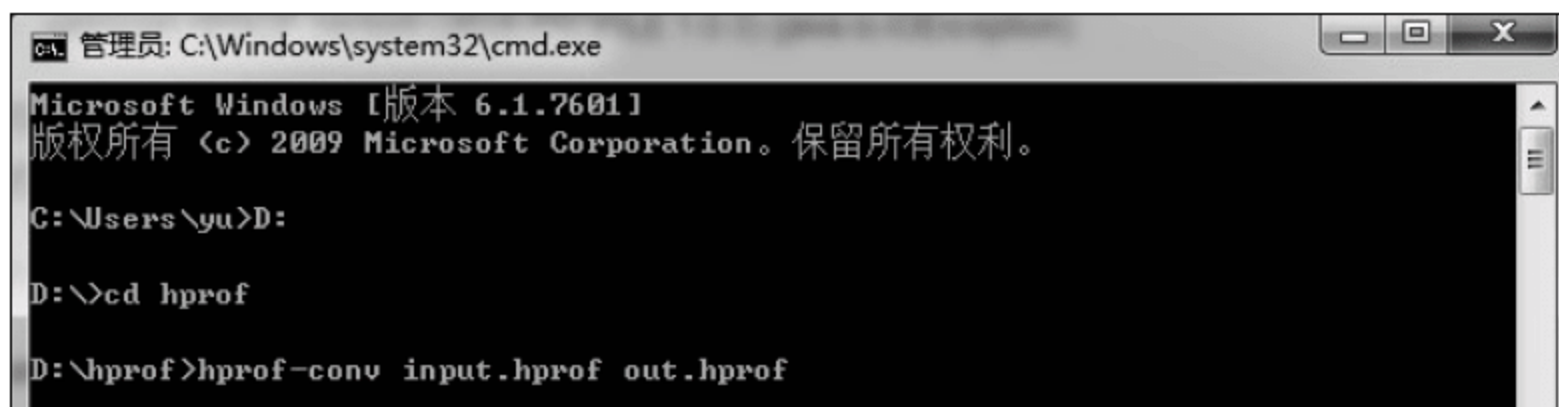 管理员: C:\Windows\system32\cmd.exe
Microsoft Windows [版本 6.1.7601]
版权所有 (c) 2009 Microsoft Corporation。保留所有权利。
C:\Users\yu>D:
D:\>cd hprof
D:\hprof>hprof-conv input.hprof out.hprof